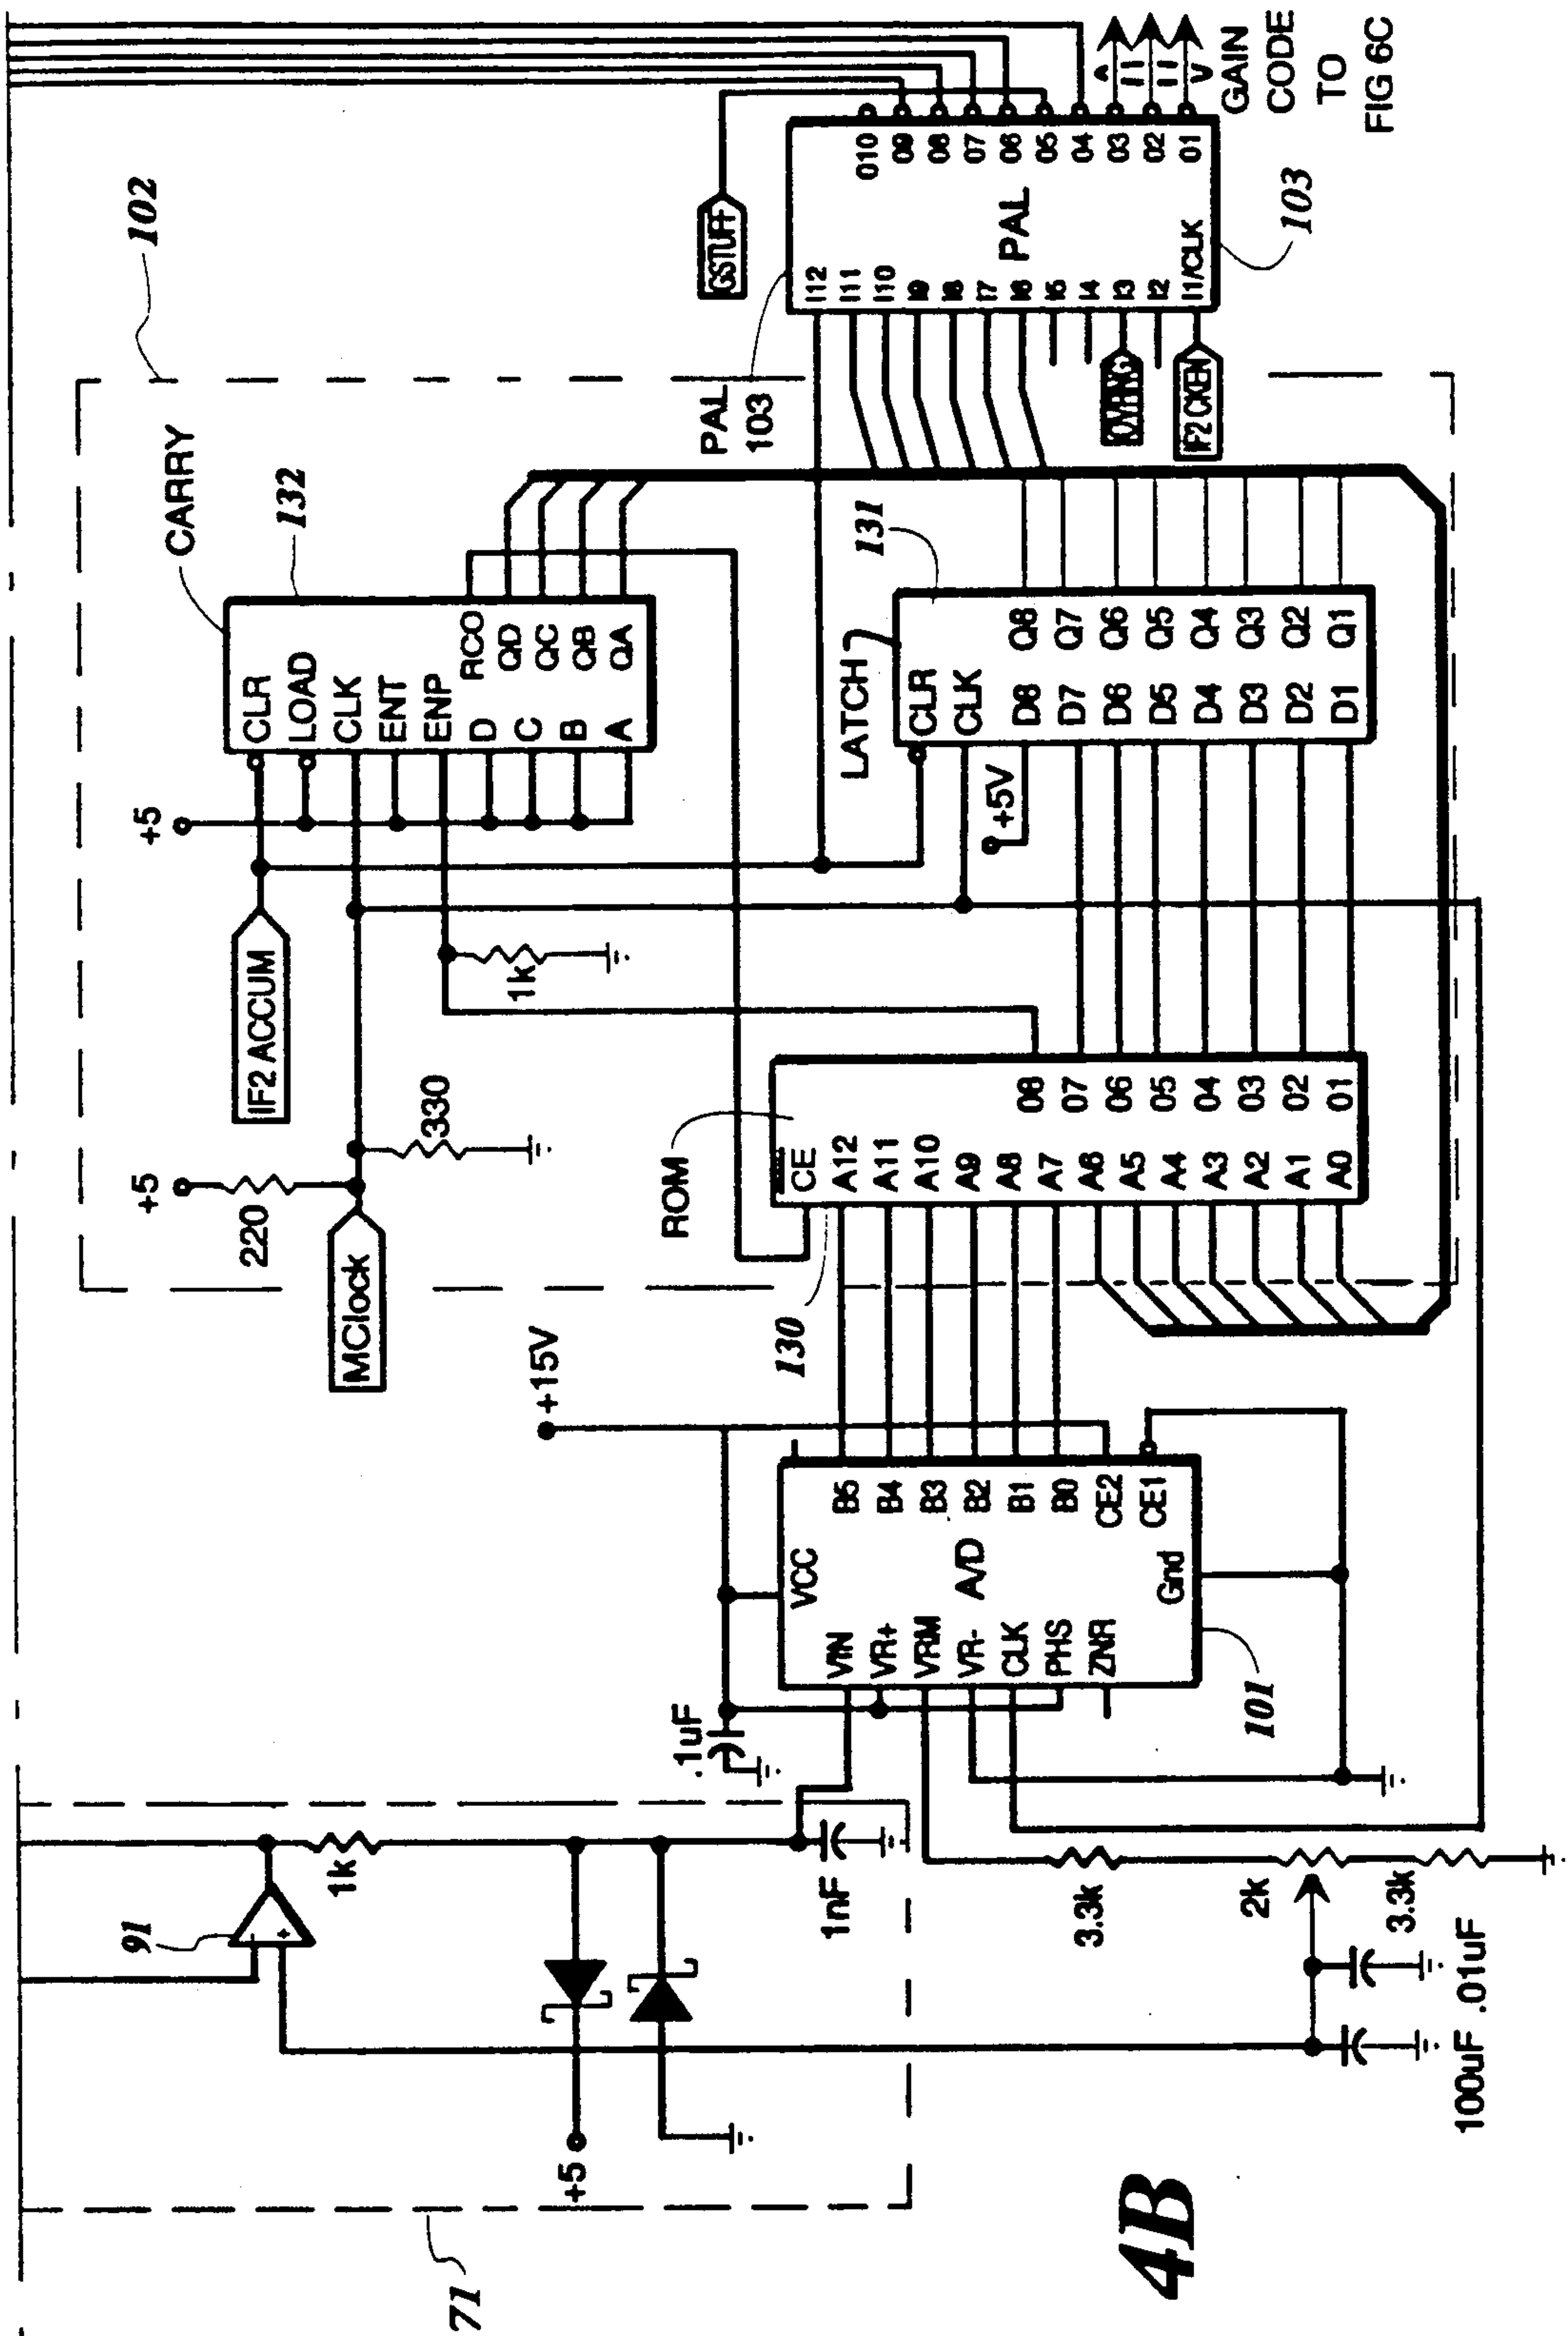 102
CARRY
132
+5
CLR
LOAD
CLK
ENT
ENP
D
C
B
A
RCO
QD
QC
QB
QA
IF2 ACCUM
+5
220
330
MClock
1k
PAL
103
GSTUFF
I12
I11
I10
I9
I8
I7
I6
I5
I4
I3
I2
I1/CLK
PAL
O10
O9
O8
O7
O6
O5
O4
O3
O2
O1
103
OVRNG
IF2 CKEN
GAIN
CODE
TO
FIG 6C
LATCH
131
CLR
CLK
+5V
D8
D7
D6
D5
D4
D3
D2
D1
Q8
Q7
Q6
Q5
Q4
Q3
Q2
Q1
ROM
130
CE
A12
A11
A10
A9
A8
A7
A6
A5
A4
A3
A2
A1
A0
O8
O7
O6
O5
O4
O3
O2
O1
+15V
.1uF
VCC
VIN
VR+
VRM
VR-
CLK
PHS
ZNR
A/D
Gnd
B5
B4
B3
B2
B1
B0
CE2
CE1
101
91
+
1k
1nF
+5
71
3.3k
2k
3.3k
100uF
.01uF
4B